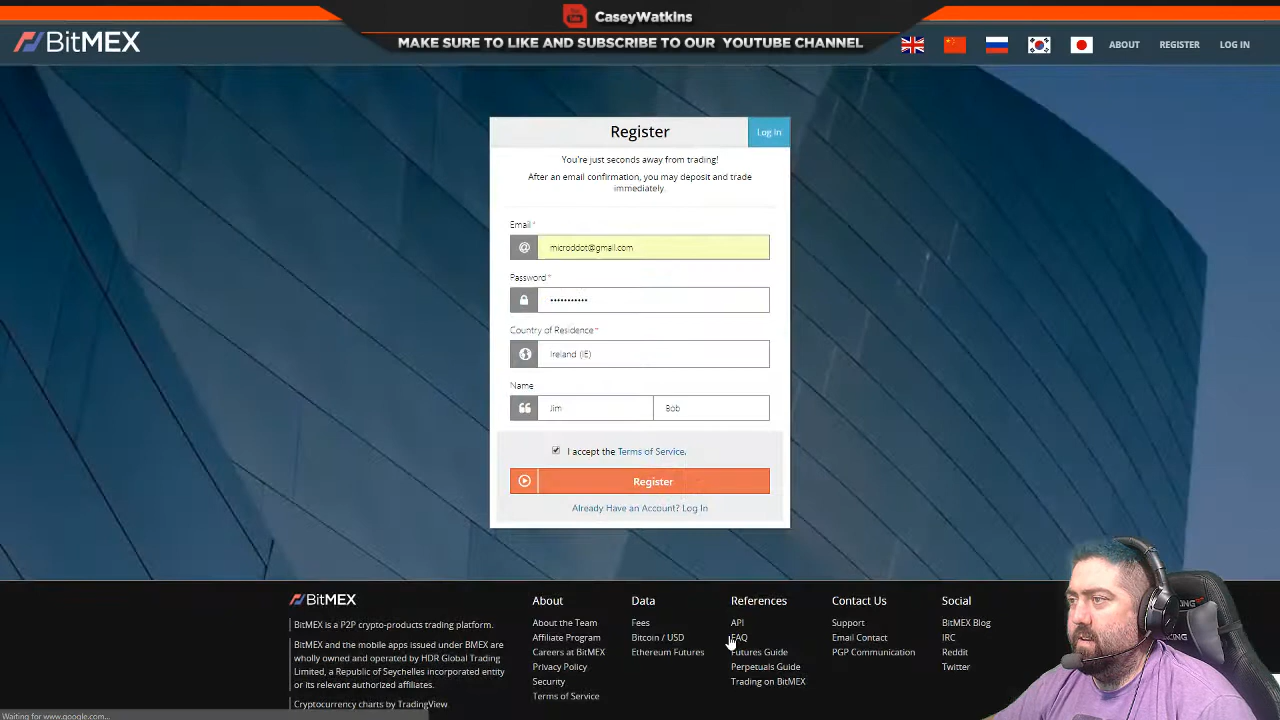 CaseyWatkins
MAKE SURE TO LIKE AND SUBSCRIBE TO OUR YOUTUBE CHANNEL
BitMEX
ABOUT
REGISTER
LOG IN
Register
Log In
You're just seconds away from trading!
After an email confirmation, you may deposit and trade
immediately.
Email *
@
microddot@gmail.com
Password *
•••••••••••
Country of Residence *
Ireland (IE)
Name
Jim
Bob
I accept the Terms of Service.
Register
Already Have an Account? Log In
BitMEX
BitMEX is a P2P crypto-products trading platform.
BitMEX and the mobile apps issued under BMEX are
wholly owned and operated by HDR Global Trading
Limited, a Republic of Seychelles incorporated entity
or its relevant authorized affiliates.
Cryptocurrency charts by TradingView.
About
About the Team
Affiliate Program
Careers at BitMEX
Privacy Policy
Security
Terms of Service
Data
Fees
Bitcoin / USD
Ethereum Futures
References
API
FAQ
Futures Guide
Perpetuals Guide
Trading on BitMEX
Contact Us
Support
Email Contact
PGP Communication
Social
BitMEX Blog
IRC
Reddit
Twitter
Waiting for www.google.com...